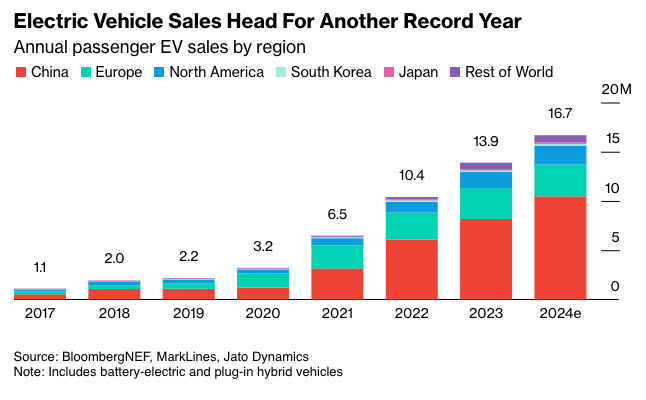 Electric Vehicle Sales Head For Another Record Year
Annual passenger EV sales by region
China Europe North America South Korea Japan Rest of World
20M
16.7
15
13.9
10.4
10
6.5
5
3.2
2.2
2.0
1.1
0
2017 2018 2019 2020 2021 2022 2023 2024e
Source: BloombergNEF, MarkLines, Jato Dynamics
Note: Includes battery-electric and plug-in hybrid vehicles